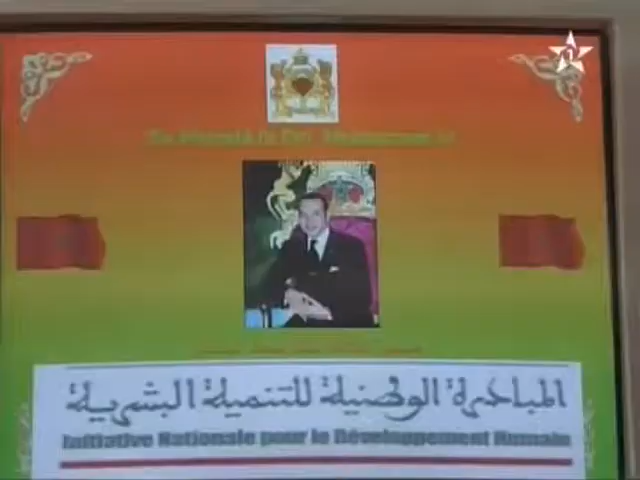 Sa Majesté le Roi Mohammed VI
المبادرة الوطنية للتنمية البشرية
Initiative Nationale pour le Développement Humain